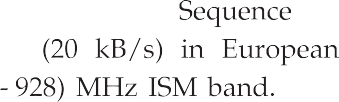 Sequence
(20 kB/s) in European
- 928) MHz ISM band.